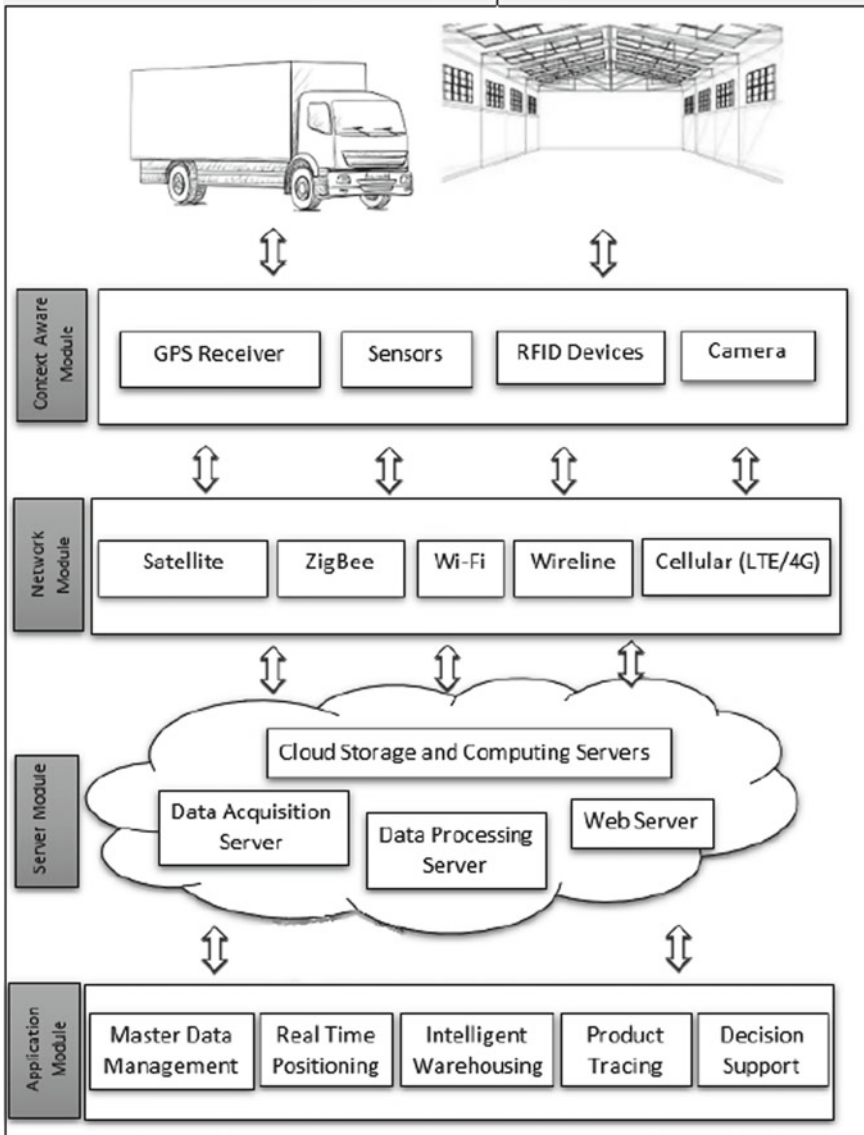 Context Aware
Module
GPS Receiver
Sensors
RFID Devices
Camera
Network
Module
Satellite
ZigBee
Wi-Fi
Wireline
Cellular (LTE/4G)
Server Module
Cloud Storage and Computing Servers
Data Acquisition
Server
Data Processing
Server
Web Server
Application
Module
Master Data
Management
Real Time
Positioning
Intelligent
Warehousing
Product
Tracing
Decision
Support